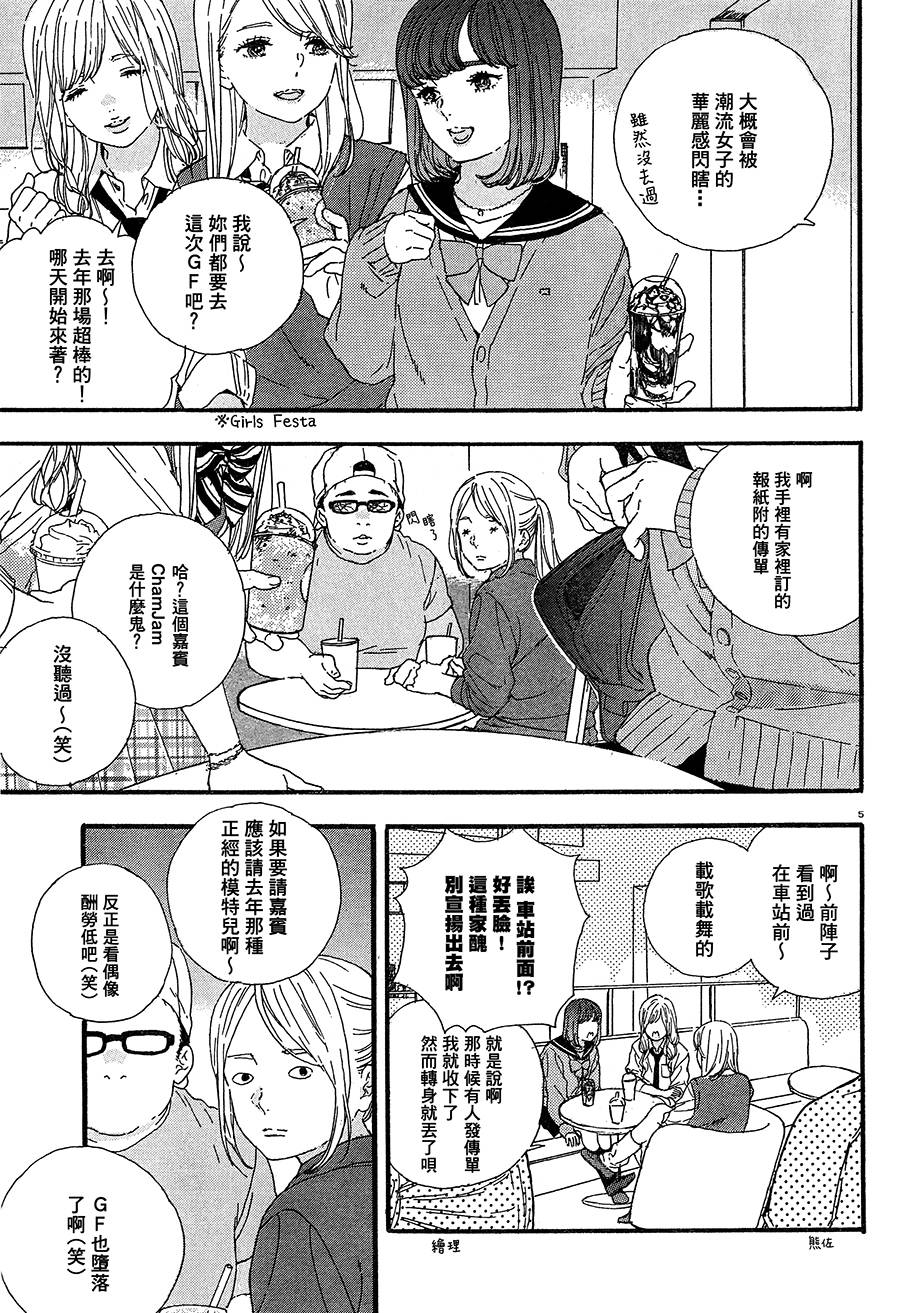 大概會被
潮流女子的
華麗感閃瞎…
雖然沒去過
我說～
妳們都要去
這次GF吧？
去啊～！
去年那場超棒的！
哪天開始來著？
※Girls Festa
啊
我手裡有家裡訂的
報紙附的傳單
閃瞎
哈？這個嘉賓
ChamJam
是什麼鬼？
沒聽過～（笑）
5
啊～前陣子
看到過
在車站前～
載歌載舞的
誒 車站前面！？
好丟臉！
這種家醜
別宣揚出去啊
就是說啊
那時候有人發傳單
我就收下了
然而轉身就丟了唄
熊佐
繪理
如果要請嘉賓
應該請去年那種
正經的模特兒啊～
反正是看偶像
酬勞低吧（笑）
GF也墮落
了啊（笑）